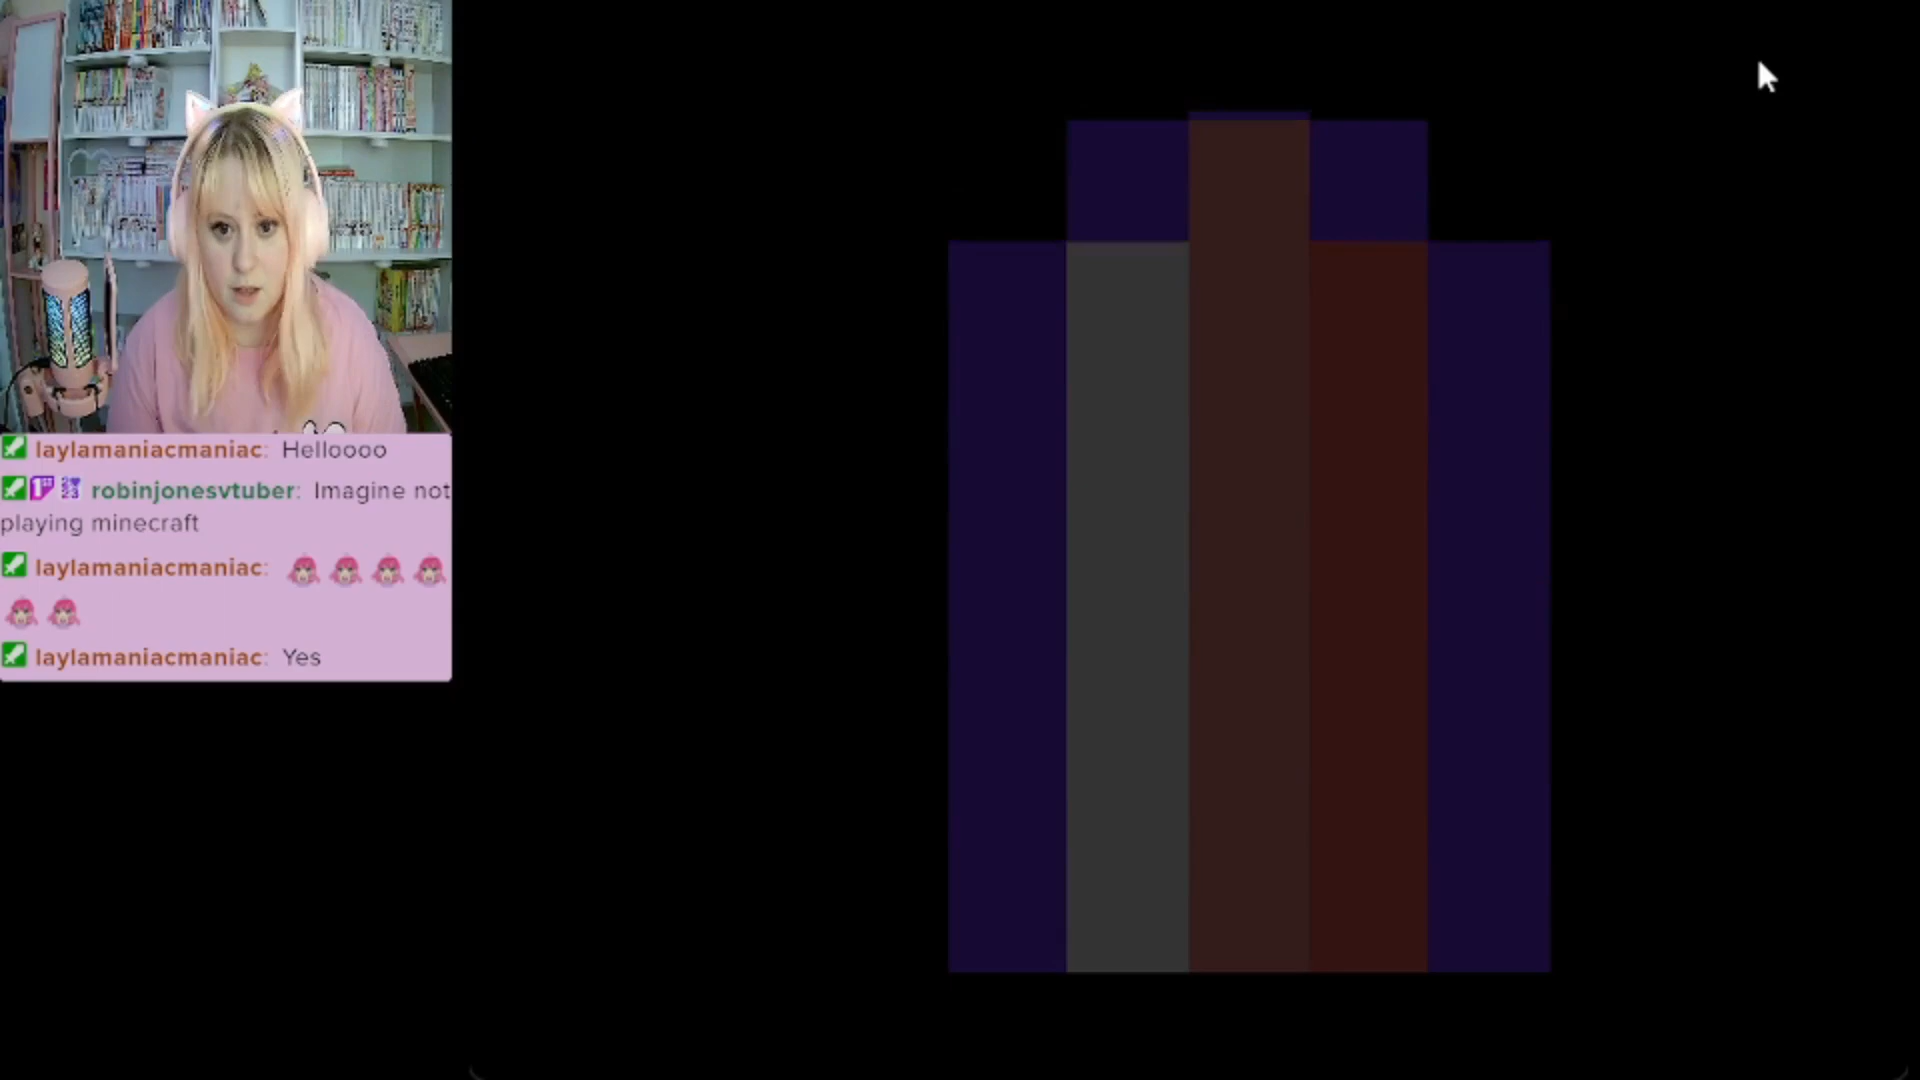 laylamaniacmaniac: Helloooo
robinjonesvtuber: Imagine not
playing minecraft
laylamaniacmaniac:
laylamaniacmaniac: Yes